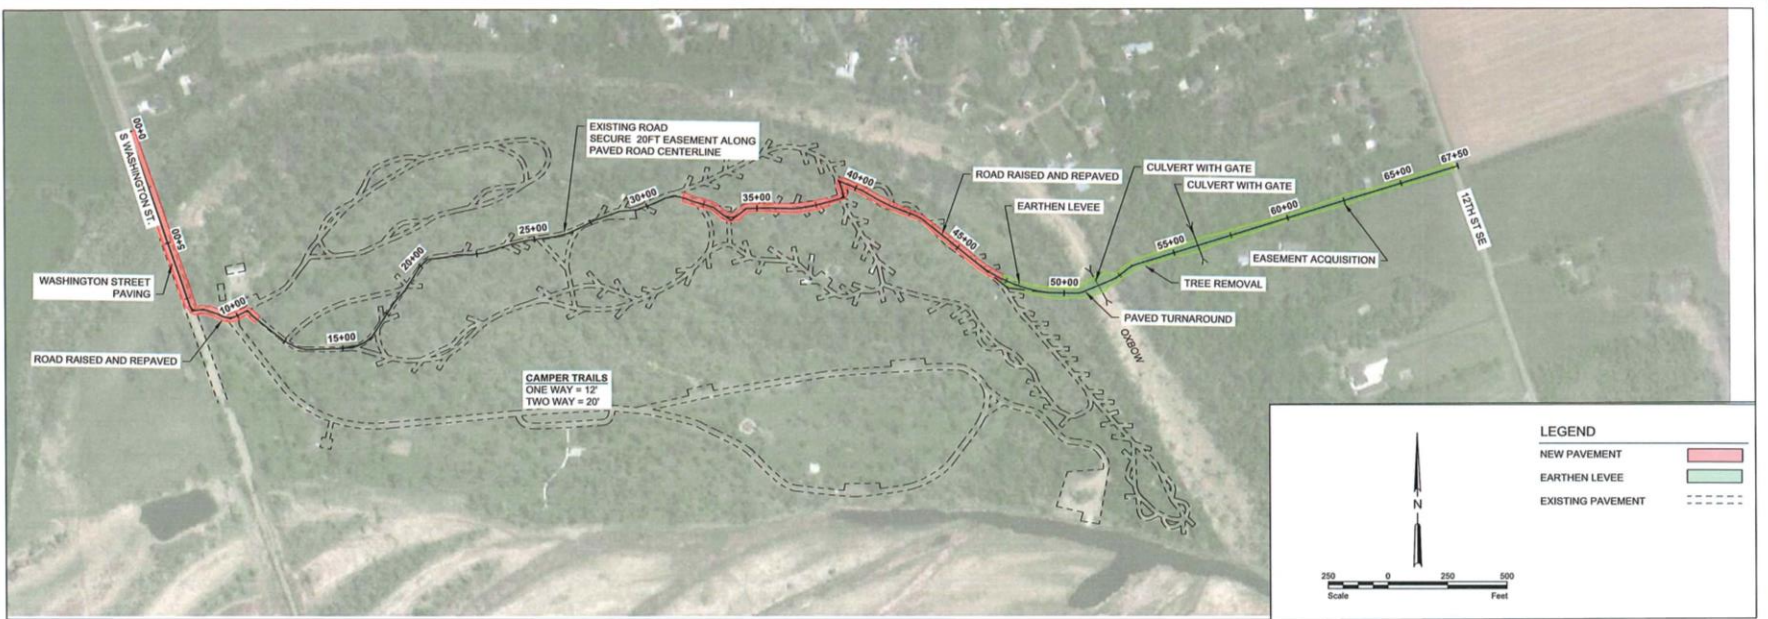 0+00
S WASHINGTON ST.
5+00
WASHINGTON STREET
PAVING
10+00
ROAD RAISED AND REPAVED
15+00
20+00
25+00
EXISTING ROAD
SECURE 20FT EASEMENT ALONG
PAVED ROAD CENTERLINE
30+00
35+00
40+00
ROAD RAISED AND REPAVED
45+00
EARTHEN LEVEE
50+00
CULVERT WITH GATE
CULVERT WITH GATE
55+00
60+00
65+00
67+50
12TH ST SE
EASEMENT ACQUISITION
TREE REMOVAL
PAVED TURNAROUND
OXBOW
CAMPER TRAILS
ONE WAY = 12'
TWO WAY = 20'
LEGEND
NEW PAVEMENT
EARTHEN LEVEE
EXISTING PAVEMENT
N
250 0 250 500
Scale Feet